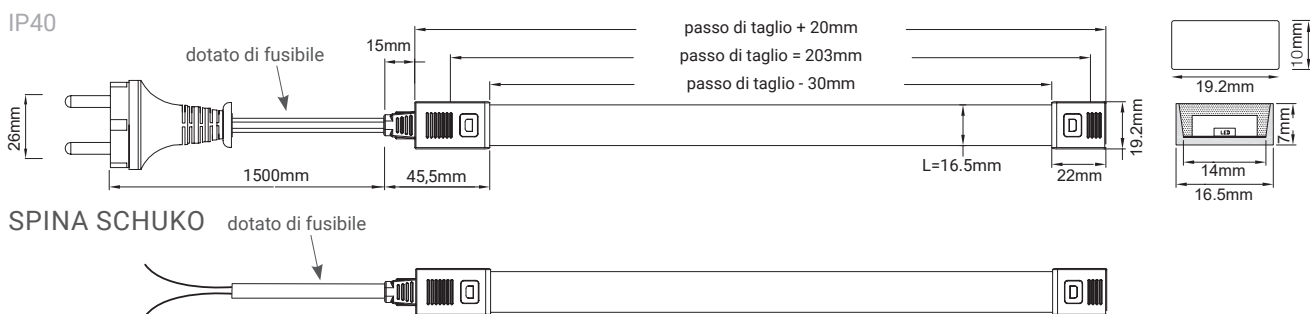 IP40
dotato di fusibile
15mm
passo di taglio + 20mm
passo di taglio = 203mm
passo di taglio - 30mm
10mm
19.2mm
26mm
1500mm
45,5mm
L=16.5mm
22mm
19.2mm
LED
7mm
14mm
16.5mm
SPINA SCHUKO
dotato di fusibile